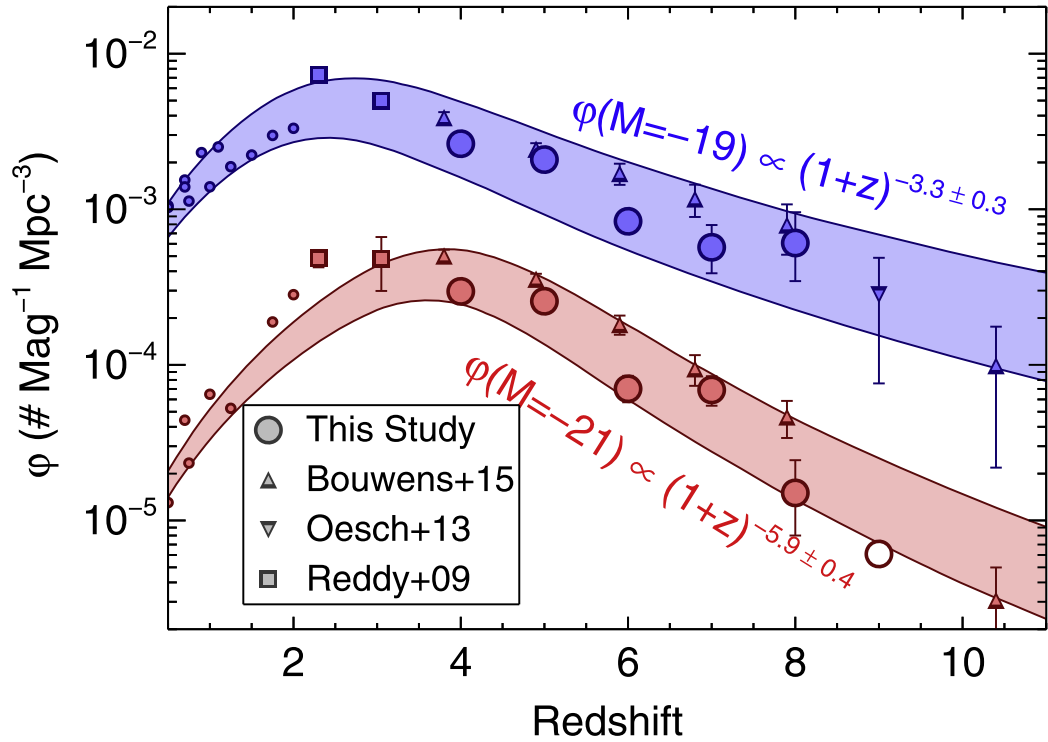 10⁻²
10⁻³
10⁻⁴
10⁻⁵
φ (# Mag⁻¹ Mpc⁻³)
φ(M=−19) ∝ (1+z)^−3.3 ± 0.3
φ(M=−21) ∝ (1+z)^−5.9 ± 0.4
This Study
Bouwens+15
Oesch+13
Reddy+09
2 4 6 8 10
Redshift